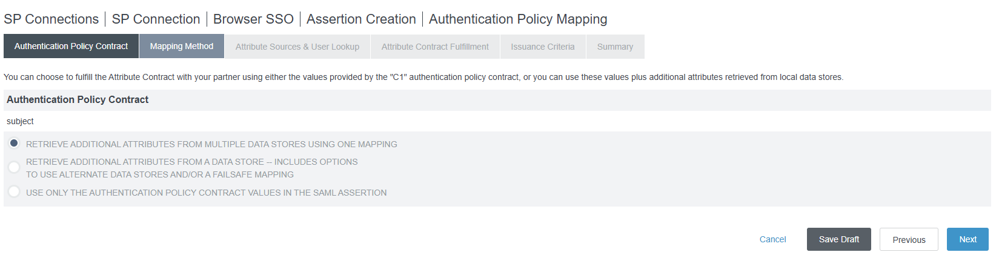 SP Connections | SP Connection | Browser SSO | Assertion Creation | Authentication Policy Mapping
Authentication Policy Contract Mapping Method Attribute Sources & User Lookup Attribute Contract Fulfillment Issuance Criteria Summary
You can choose to fulfill the Attribute Contract with your partner using either the values provided by the "C1" authentication policy contract, or you can use these values plus additional attributes retrieved from local data stores.
Authentication Policy Contract
subject
RETRIEVE ADDITIONAL ATTRIBUTES FROM MULTIPLE DATA STORES USING ONE MAPPING
RETRIEVE ADDITIONAL ATTRIBUTES FROM A DATA STORE -- INCLUDES OPTIONS
TO USE ALTERNATE DATA STORES AND/OR A FAILSAFE MAPPING
USE ONLY THE AUTHENTICATION POLICY CONTRACT VALUES IN THE SAML ASSERTION
Cancel Save Draft Previous Next